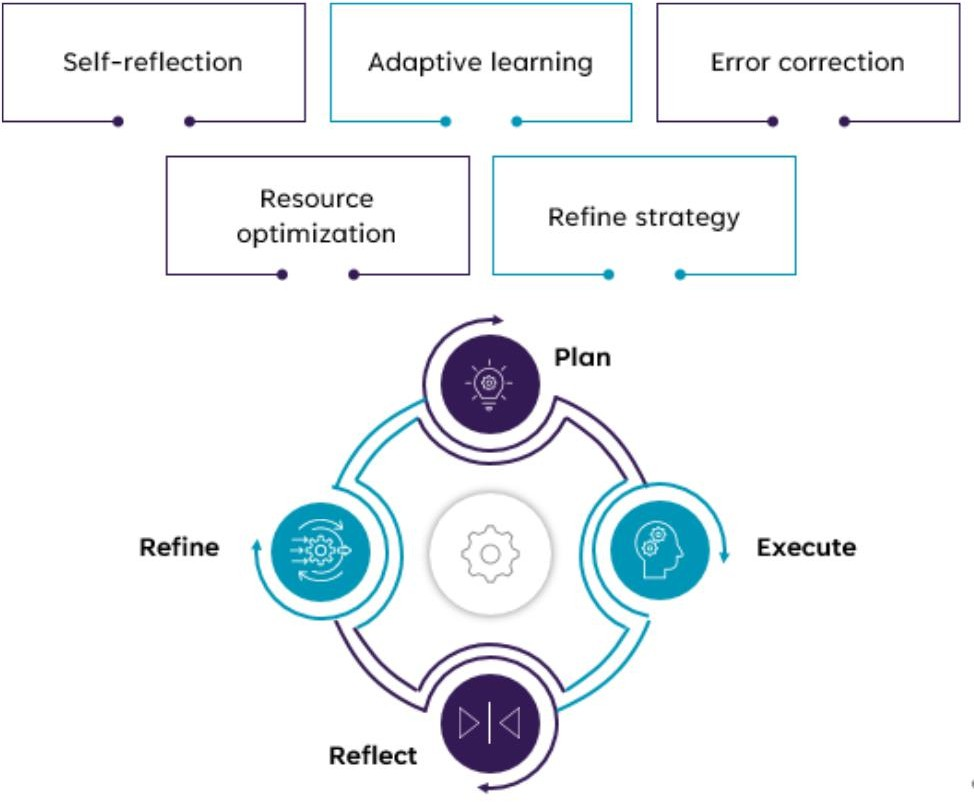 Self-reflection
Adaptive learning
Error correction
Resource
optimization
Refine strategy
Plan
Refine
Execute
Reflect